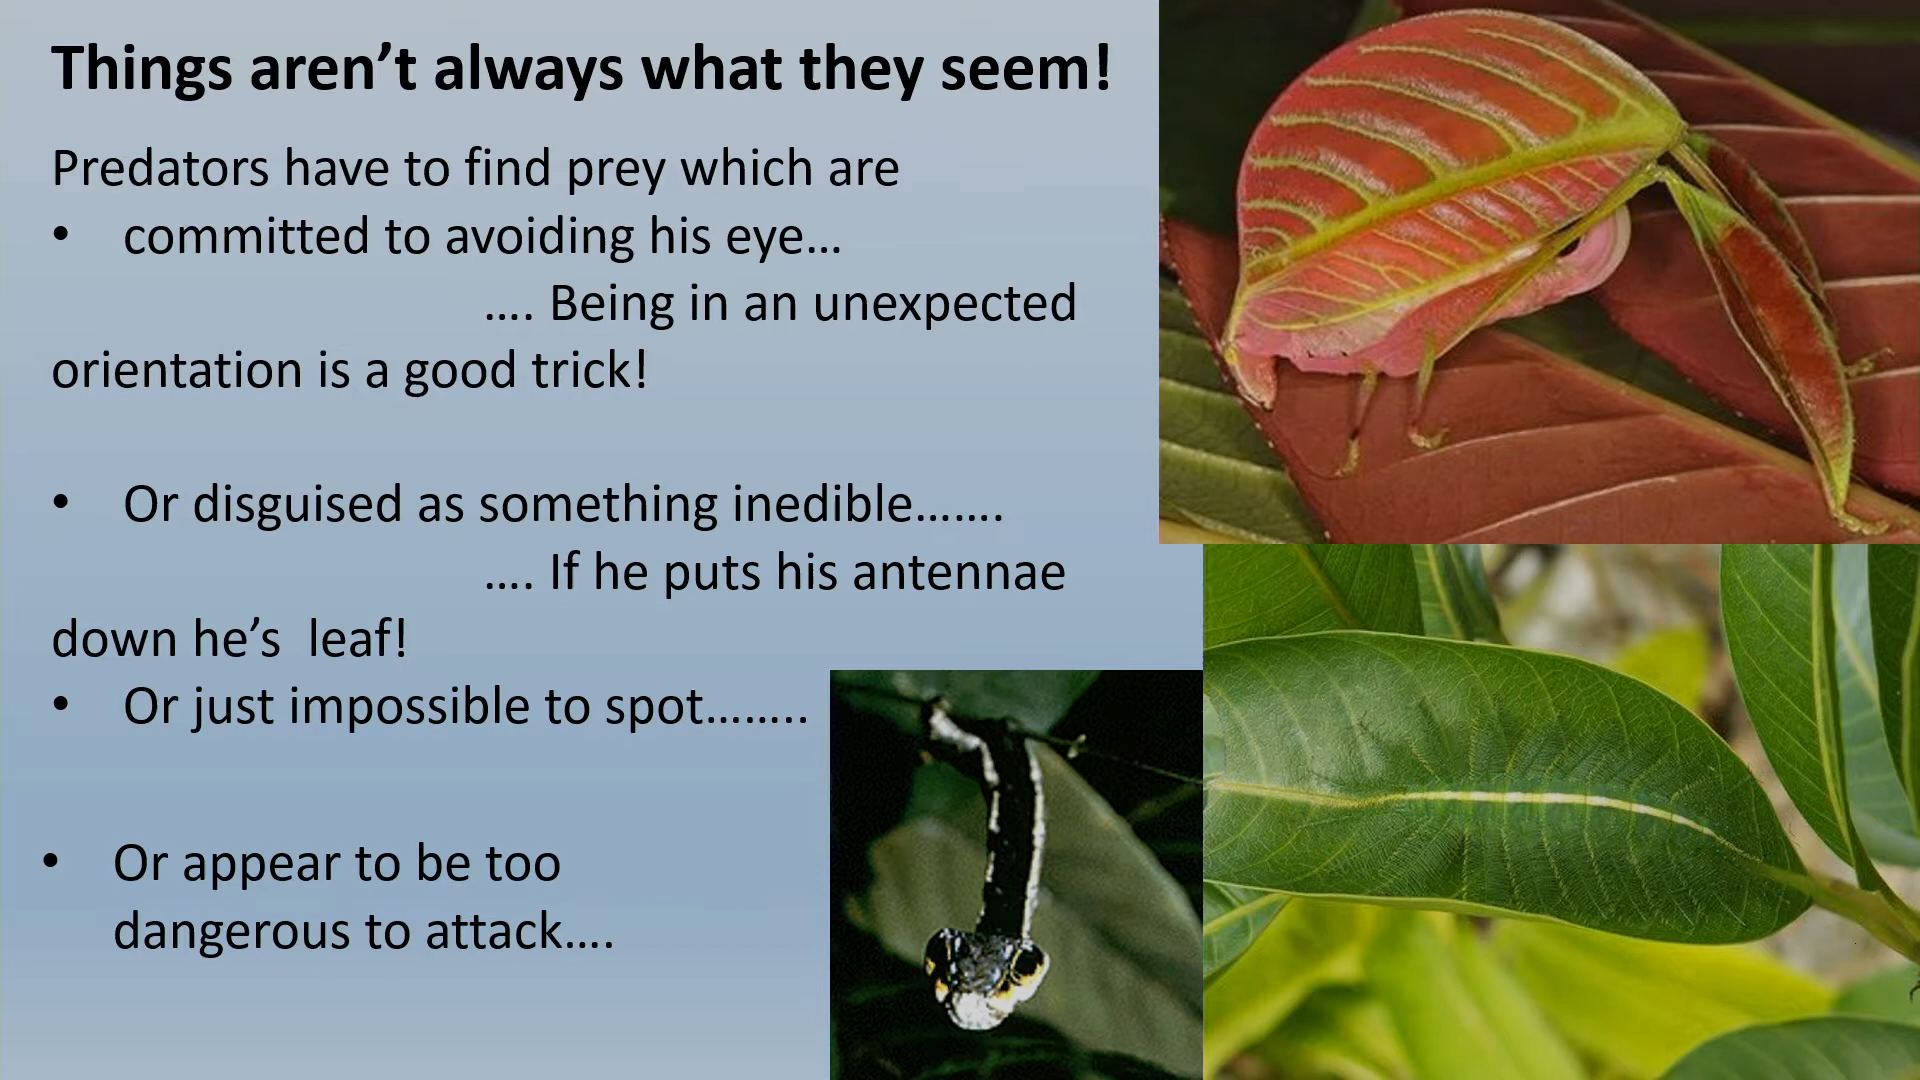 Things aren’t always what they seem!
Predators have to find prey which are
• committed to avoiding his eye…
…. Being in an unexpected
orientation is a good trick!
• Or disguised as something inedible…….
…. If he puts his antennae
down he’s  leaf!
• Or just impossible to spot……..
• Or appear to be too
dangerous to attack….